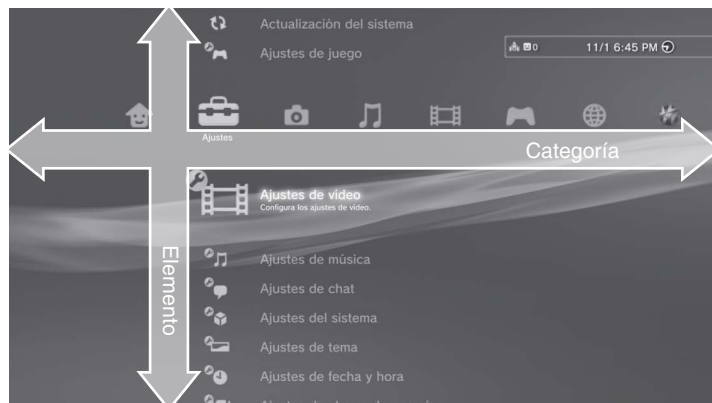 Actualización del sistema
Ajustes de juego
0 11/1 6:45 PM
Ajustes
Categoría
Ajustes de vídeo
Configura los ajustes de vídeo.
Elemento
Ajustes de música
Ajustes de chat
Ajustes del sistema
Ajustes de tema
Ajustes de fecha y hora